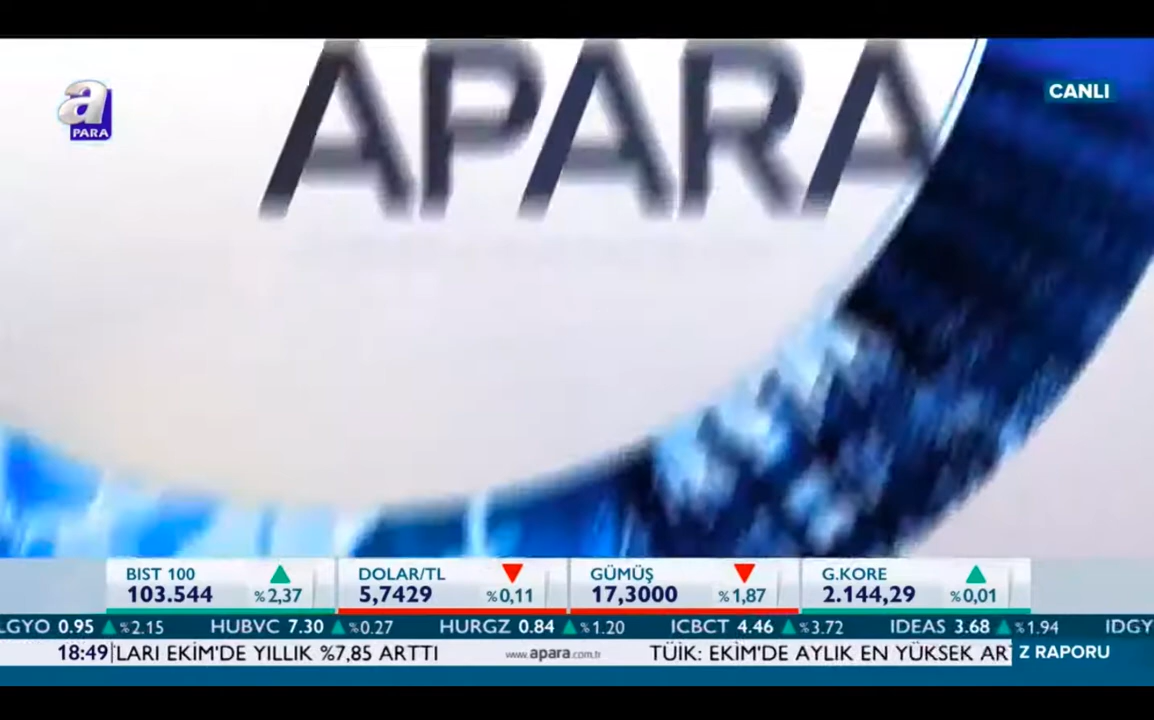 APARA
a
PARA
CANLI
BIST 100
103.544 %2,37
DOLAR/TL
5,7429 %0,11
GÜMÜŞ
17,3000 %1,87
G.KORE
2.144,29 %0,01
LGYO 0.95 %2.15 HUBVC 7.30 %0.27 HURGZ 0.84 %1.20 ICBCT 4.46 %3.72 IDEAS 3.68 %1.94 IDGY
18:49 'LARI EKİM'DE YILLIK %7,85 ARTTI www.apara.com.tr TÜİK: EKİM'DE AYLIK EN YÜKSEK AR Z RAPORU